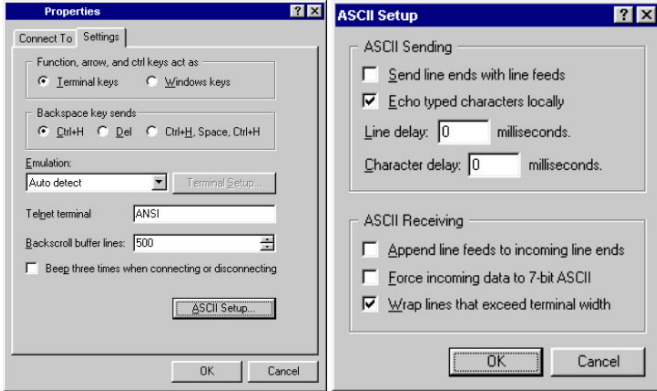 Properties
Connect To Settings
Function, arrow, and ctrl keys act as
Terminal keys Windows keys
Backspace key sends
Ctrl+H Del Ctrl+H, Space, Ctrl+H
Emulation:
Auto detect Terminal Setup...
Telnet terminal ANSI
Backscroll buffer lines: 500
Beep three times when connecting or disconnecting
ASCII Setup...
OK Cancel
ASCII Setup
ASCII Sending
Send line ends with line feeds
Echo typed characters locally
Line delay: 0 milliseconds.
Character delay: 0 milliseconds.
ASCII Receiving
Append line feeds to incoming line ends
Force incoming data to 7-bit ASCII
Wrap lines that exceed terminal width
OK Cancel